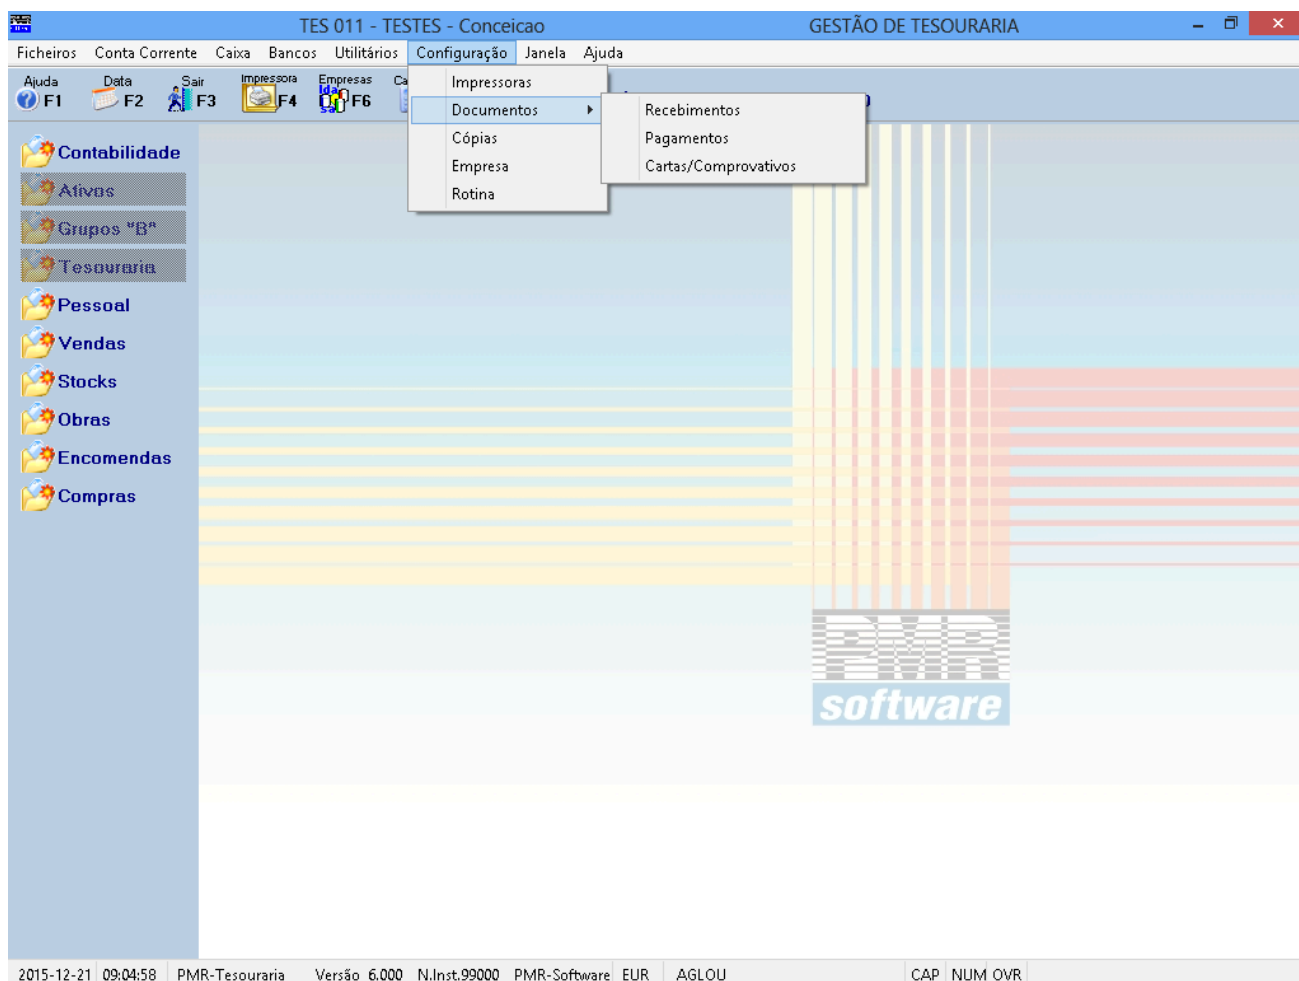 TES 011 - TESTES - Conceicao GESTÃO DE TESOURARIA
Ficheiros Conta Corrente Caixa Bancos Utilitários Configuração Janela Ajuda
Ajuda F1 Data F2 Sair F3 Impressora F4 Empresas F6 Ca
Impressoras
Documentos
Cópias
Empresa
Rotina
Recebimentos
Pagamentos
Cartas/Comprovativos
Contabilidade
Ativos
Grupos "B"
Tesouraria
Pessoal
Vendas
Stocks
Obras
Encomendas
Compras
PMR
software
2015-12-21 09:04:58 PMR-Tesouraria Versão 6.000 N.Inst.99000 PMR-Software EUR AGLOU CAP NUM OVR